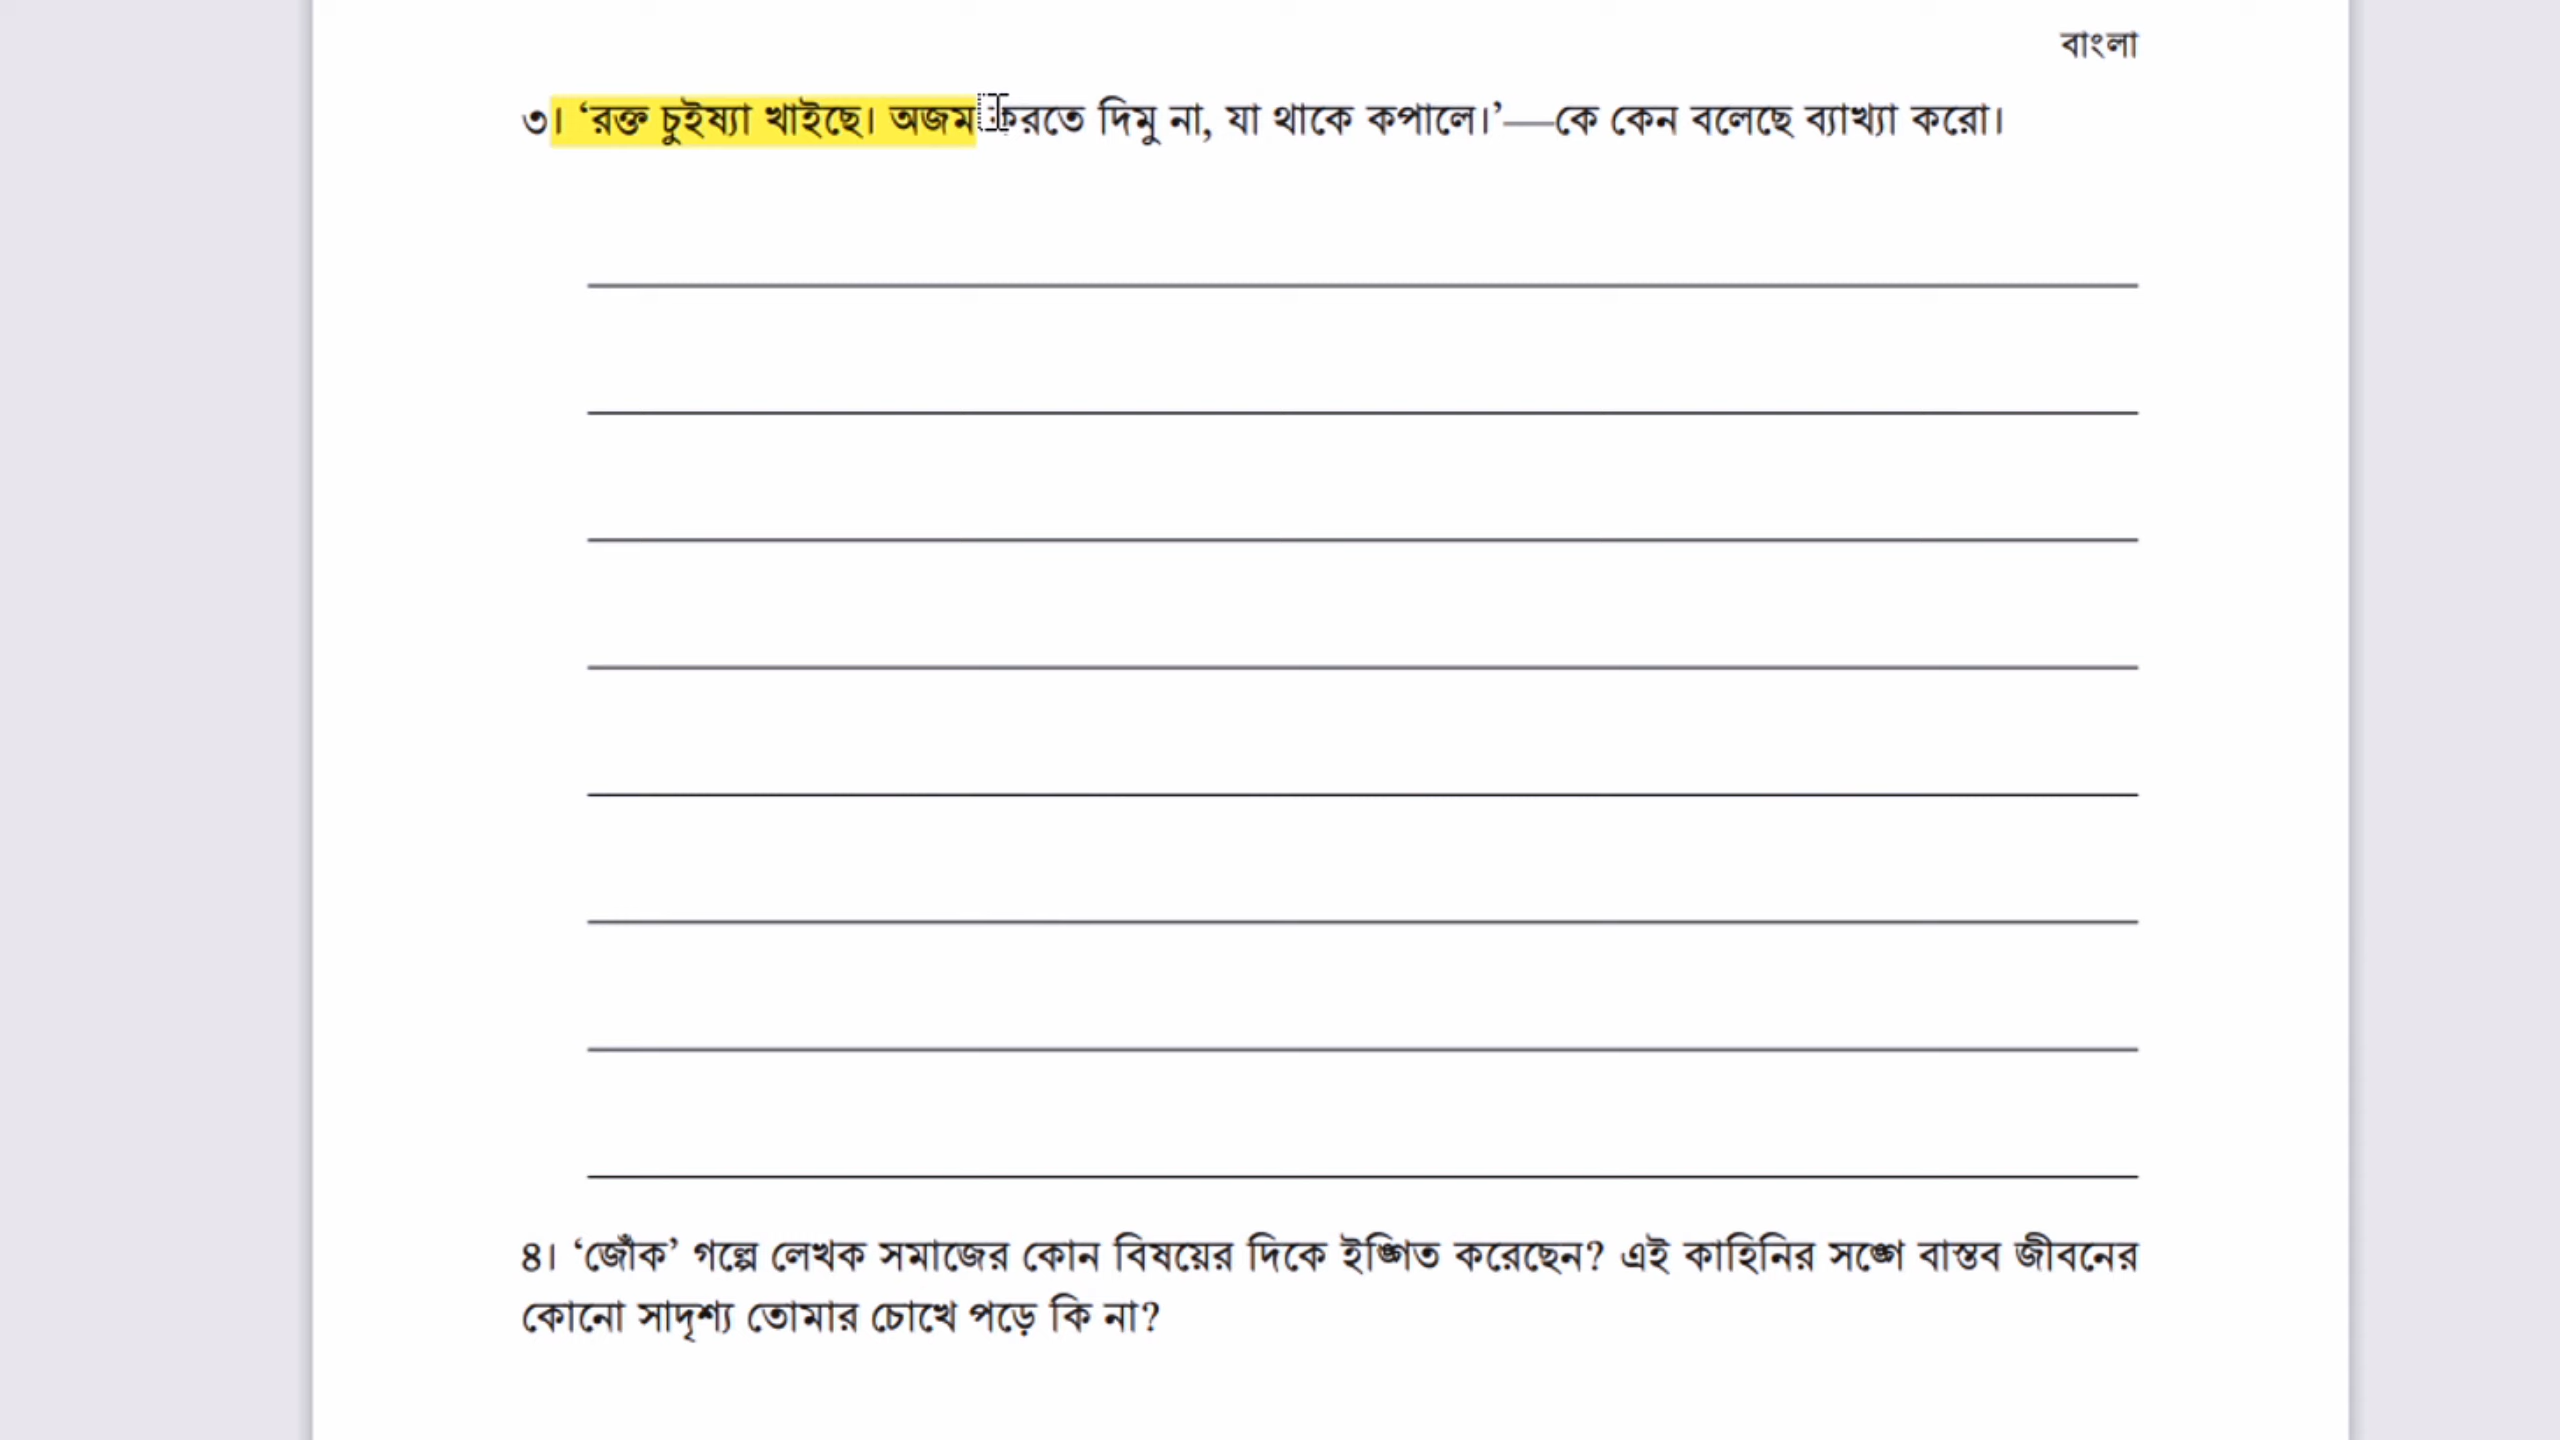 বাংলা
৩। ‘রক্ত চুইষ্যা খাইছে। অজম করতে দিমু না, যা থাকে কপালে।’—কে কেন বলেছে ব্যাখ্যা করো।
৪। ‘জোঁক’ গল্পে লেখক সমাজের কোন বিষয়ের দিকে ইঙ্গিত করেছেন? এই কাহিনির সঙ্গে বাস্তব জীবনের
কোনো সাদৃশ্য তোমার চোখে পড়ে কি না?